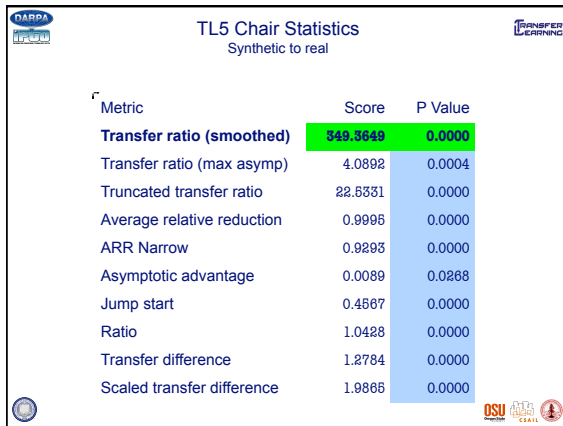 DARPA
IPTO
TL5 Chair Statistics
Synthetic to real
TRANSFER
LEARNING
Metric Score P Value
Transfer ratio (smoothed) 349.3649 0.0000
Transfer ratio (max asymp) 4.0892 0.0004
Truncated transfer ratio 22.5331 0.0000
Average relative reduction 0.9995 0.0000
ARR Narrow 0.9293 0.0000
Asymptotic advantage 0.0089 0.0268
Jump start 0.4567 0.0000
Ratio 1.0428 0.0000
Transfer difference 1.2784 0.0000
Scaled transfer difference 1.9865 0.0000
OSU
Oregon State
CSAIL